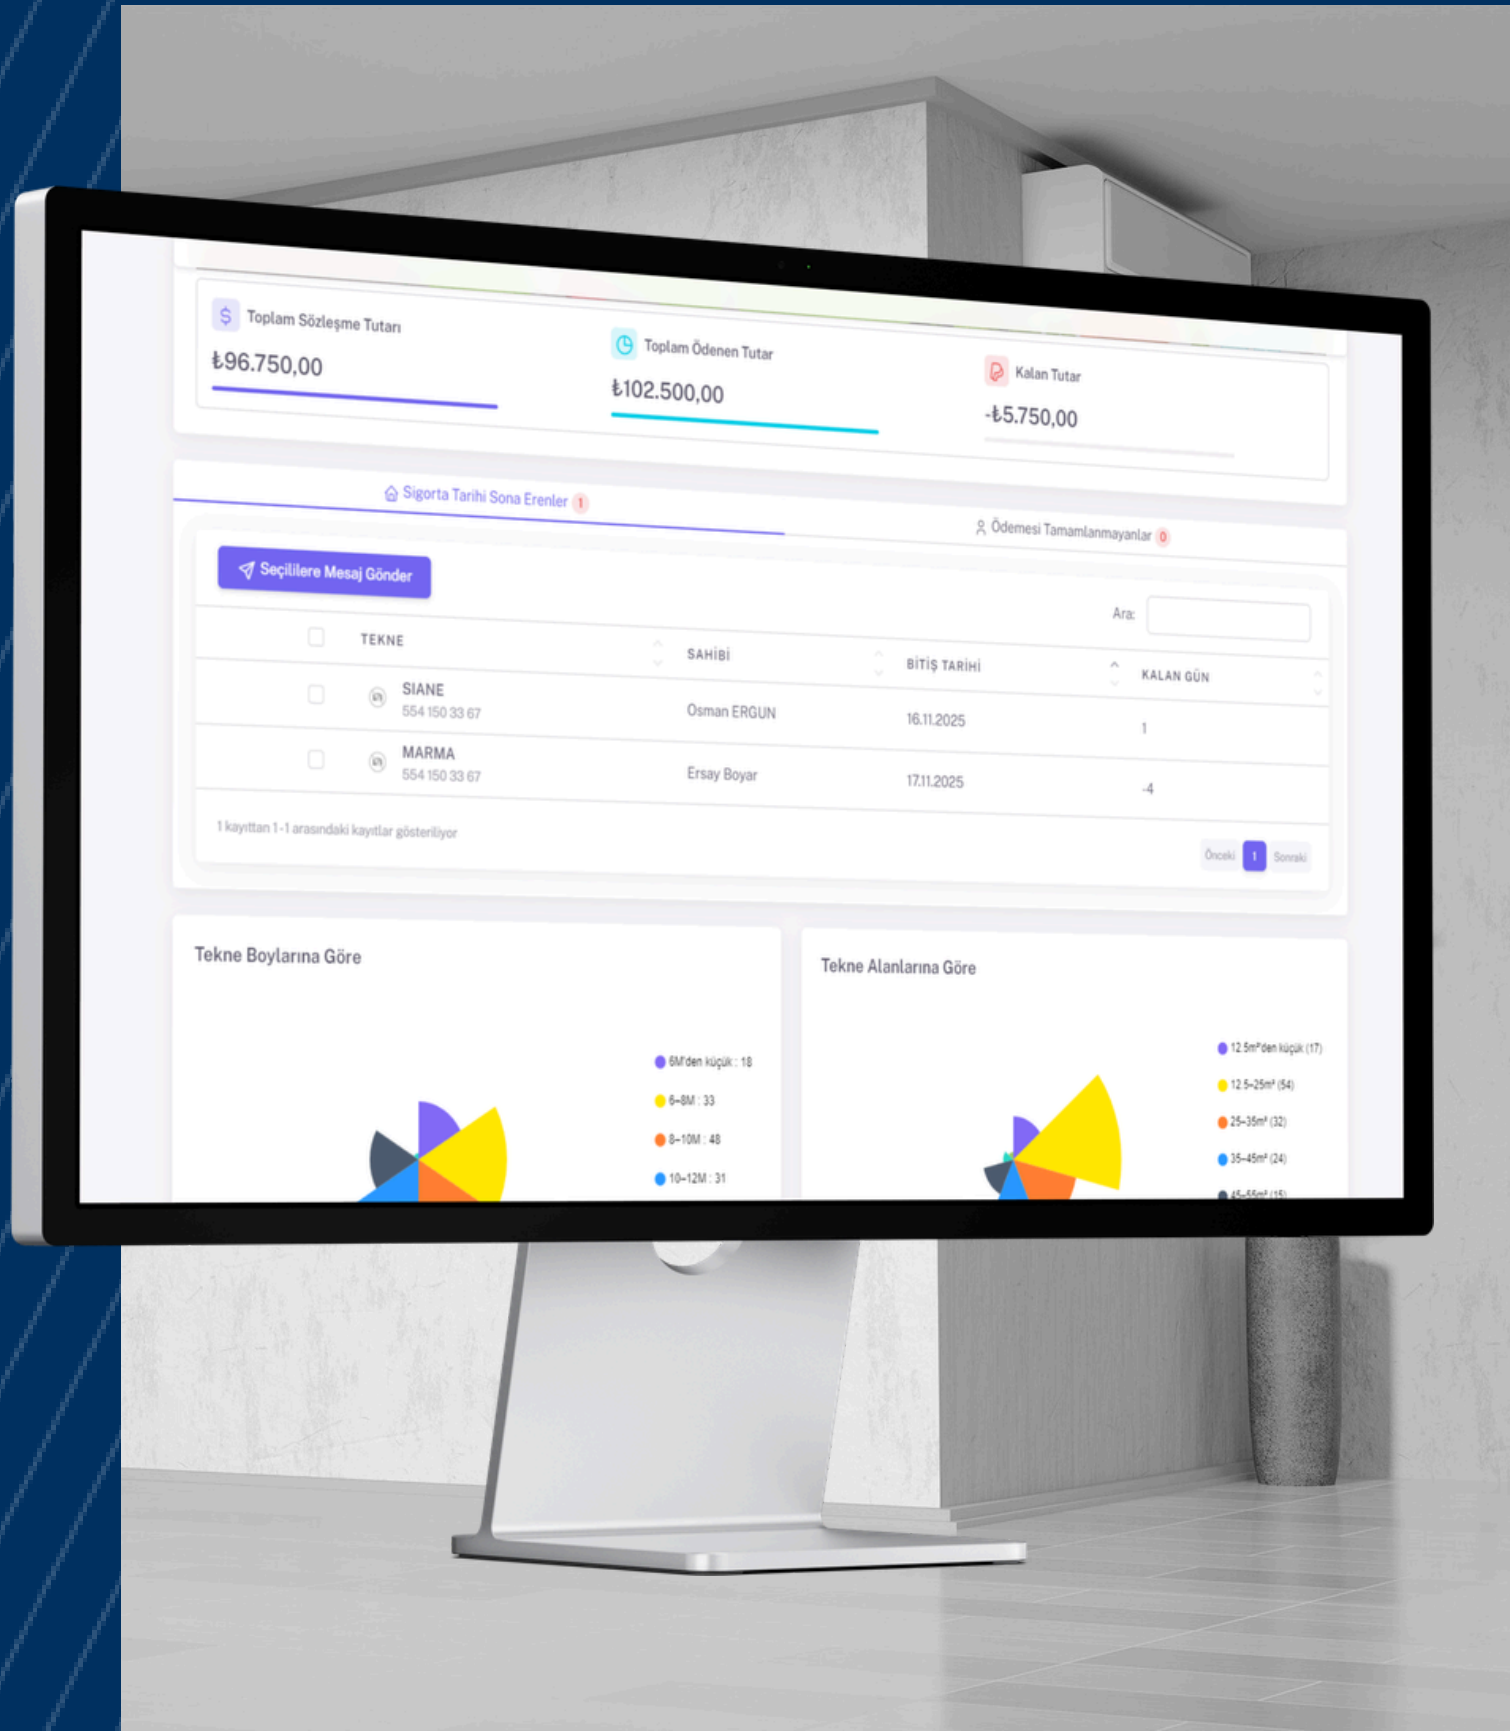 Toplam Sözleşme Tutarı
₺96.750,00
Toplam Ödenen Tutar
₺102.500,00
Kalan Tutar
-₺5.750,00
Sigorta Tarihi Sona Erenler 1
Ödemesi Tamamlanmayanlar 0
Seçililere Mesaj Gönder
Ara:
TEKNE SAHİBİ BİTİŞ TARİHİ KALAN GÜN
SIANE
554 150 33 67
Osman ERGUN 16.11.2025 1
MARMA
554 150 33 67
Ersay Boyar 17.11.2025 -4
1 kayıttan 1-1 arasındaki kayıtlar gösteriliyor
Önceki 1 Sonraki
Tekne Boylarına Göre
6M'den küçük : 18
6–8M : 33
8–10M : 48
10–12M : 31
Tekne Alanlarına Göre
12.5m²'den küçük (17)
12.5–25m² (54)
25–35m² (32)
35–45m² (24)
45–55m² (15)